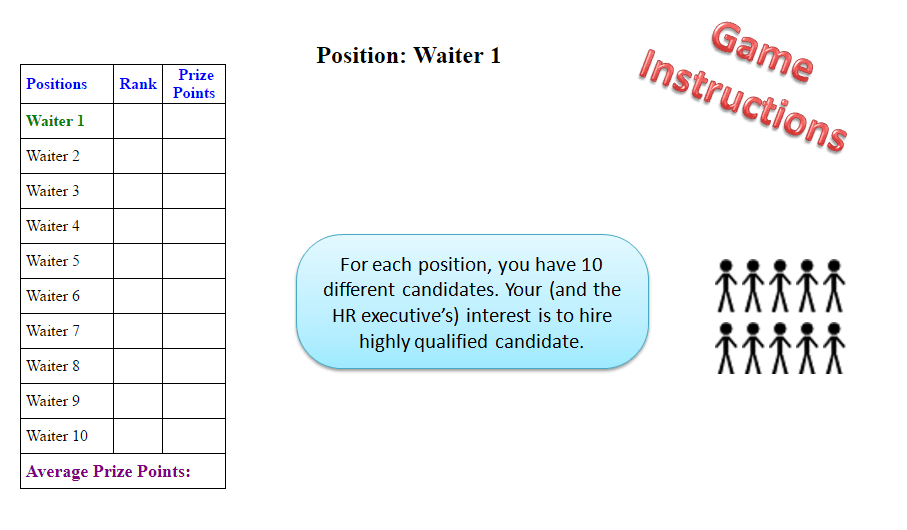 Position: Waiter 1
Game
Instructions
Positions Rank Prize Points
Waiter 1
Waiter 2
Waiter 3
Waiter 4
Waiter 5
Waiter 6
Waiter 7
Waiter 8
Waiter 9
Waiter 10
Average Prize Points:
For each position, you have 10
different candidates. Your (and the
HR executive’s) interest is to hire
highly qualified candidate.